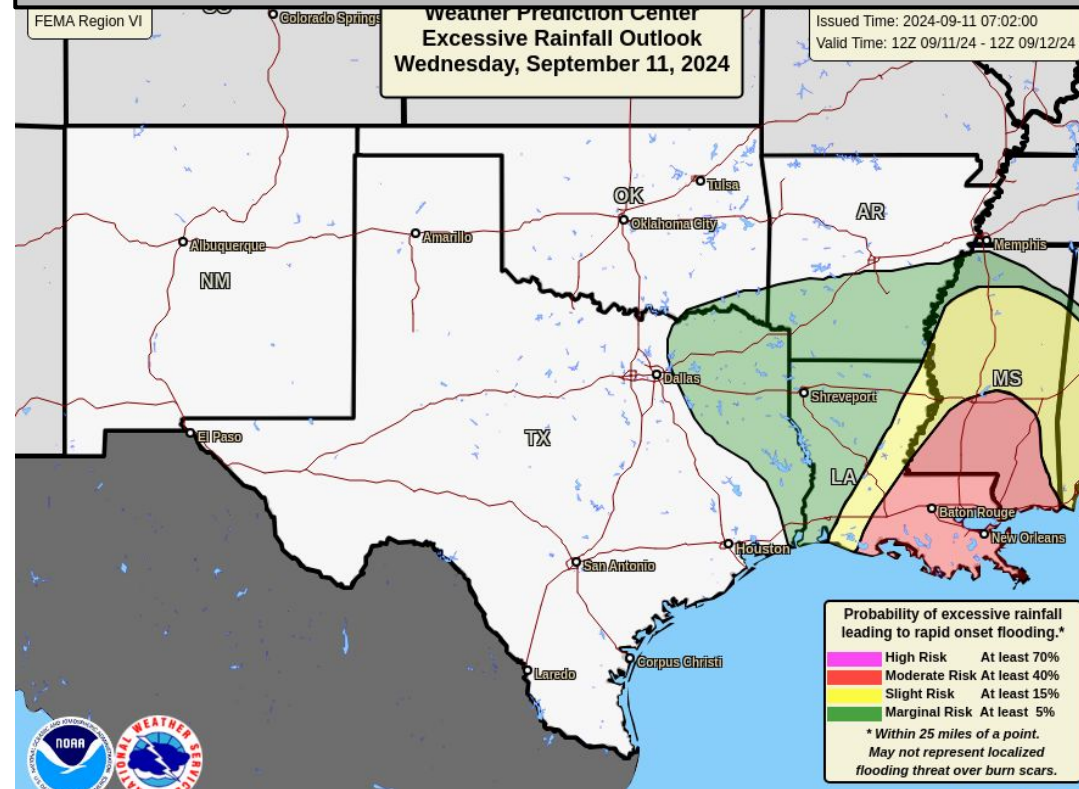 FEMA Region VI
Colorado Springs
Weather Prediction Center
Excessive Rainfall Outlook
Wednesday, September 11, 2024
Issued Time: 2024-09-11 07:02:00
Valid Time: 12Z 09/11/24 - 12Z 09/12/24
Tulsa
OK
AR
Oklahoma City
Amarillo
Albuquerque
Memphis
NM
Dallas
MS
Shreveport
El Paso
TX
LA
Baton Rouge
New Orleans
Houston
San Antonio
Corpus Christi
Laredo
Probability of excessive rainfall
leading to rapid onset flooding.*
High Risk At least 70%
Moderate Risk At least 40%
Slight Risk At least 15%
Marginal Risk At least 5%
* Within 25 miles of a point.
May not represent localized
flooding threat over burn scars.
NOAA
WEATHER